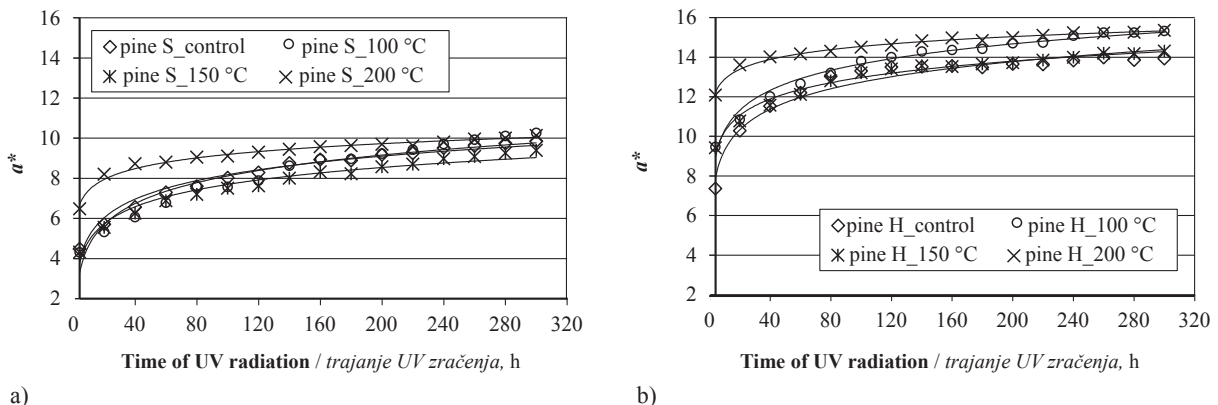 16
14
12
10
8
6
4
2
a*
pine S_control
pine S_100 °C
pine S_150 °C
pine S_200 °C
0 40 80 120 160 200 240 280 320
Time of UV radiation / trajanje UV zračenja, h
a)
16
14
12
10
8
6
4
2
a*
pine H_control
pine H_100 °C
pine H_150 °C
pine H_200 °C
0 40 80 120 160 200 240 280 320
Time of UV radiation / trajanje UV zračenja, h
b)